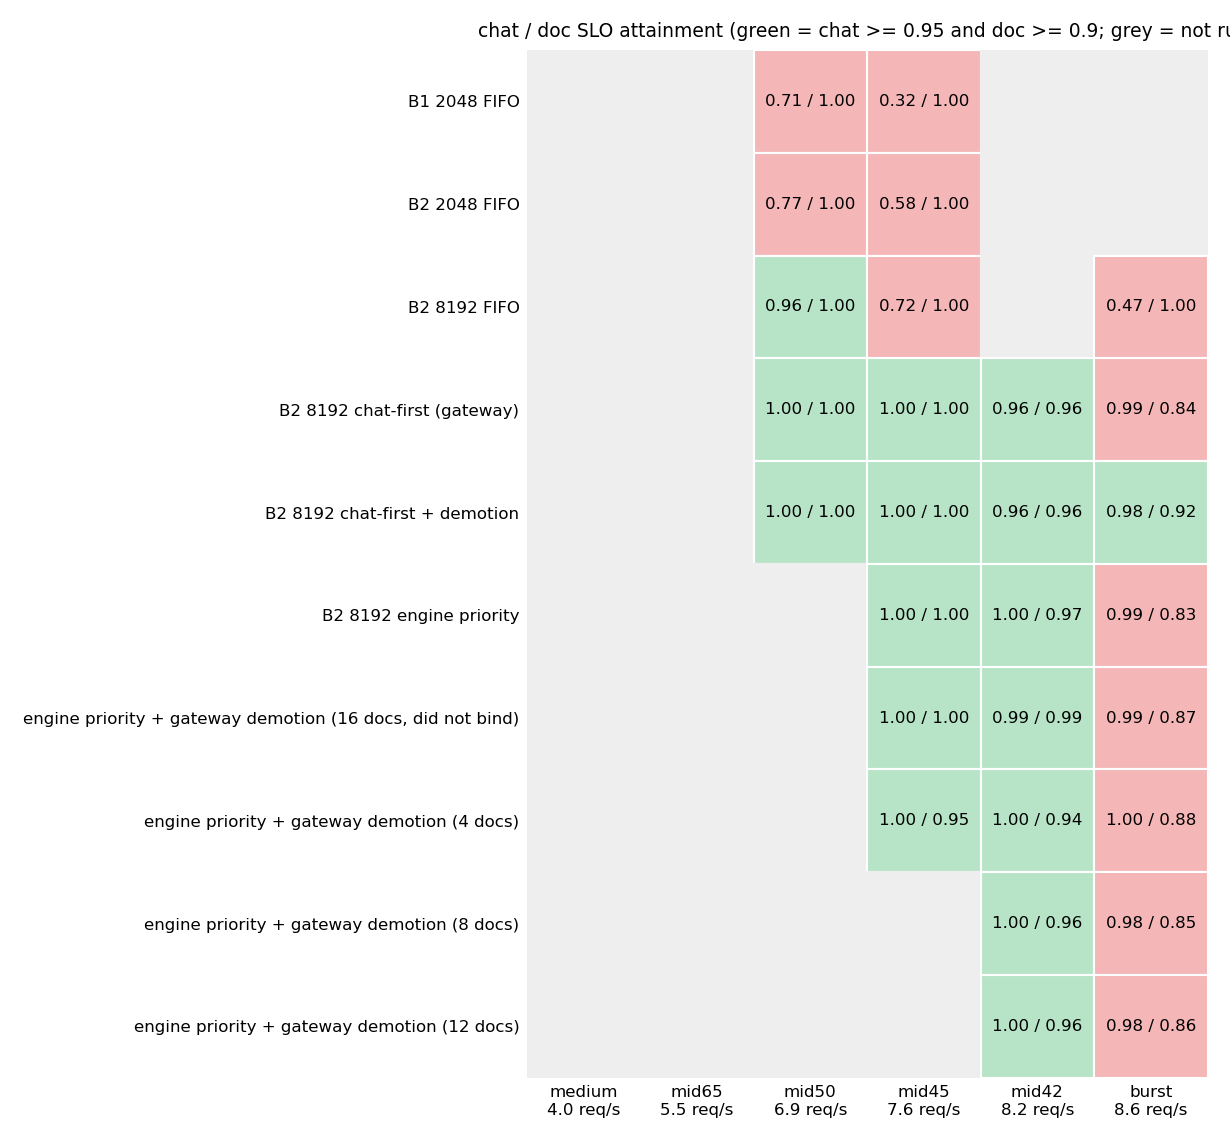 chat / doc SLO attainment (green = chat >= 0.95 and doc >= 0.9; grey = not ru
B1 2048 FIFO
0.71 / 1.00
0.32 / 1.00
B2 2048 FIFO
0.77 / 1.00
0.58 / 1.00
B2 8192 FIFO
0.96 / 1.00
0.72 / 1.00
0.47 / 1.00
B2 8192 chat-first (gateway)
1.00 / 1.00
1.00 / 1.00
0.96 / 0.96
0.99 / 0.84
B2 8192 chat-first + demotion
1.00 / 1.00
1.00 / 1.00
0.96 / 0.96
0.98 / 0.92
B2 8192 engine priority
1.00 / 1.00
1.00 / 0.97
0.99 / 0.83
engine priority + gateway demotion (16 docs, did not bind)
1.00 / 1.00
0.99 / 0.99
0.99 / 0.87
engine priority + gateway demotion (4 docs)
1.00 / 0.95
1.00 / 0.94
1.00 / 0.88
engine priority + gateway demotion (8 docs)
1.00 / 0.96
0.98 / 0.85
engine priority + gateway demotion (12 docs)
1.00 / 0.96
0.98 / 0.86
medium
4.0 req/s
mid65
5.5 req/s
mid50
6.9 req/s
mid45
7.6 req/s
mid42
8.2 req/s
burst
8.6 req/s